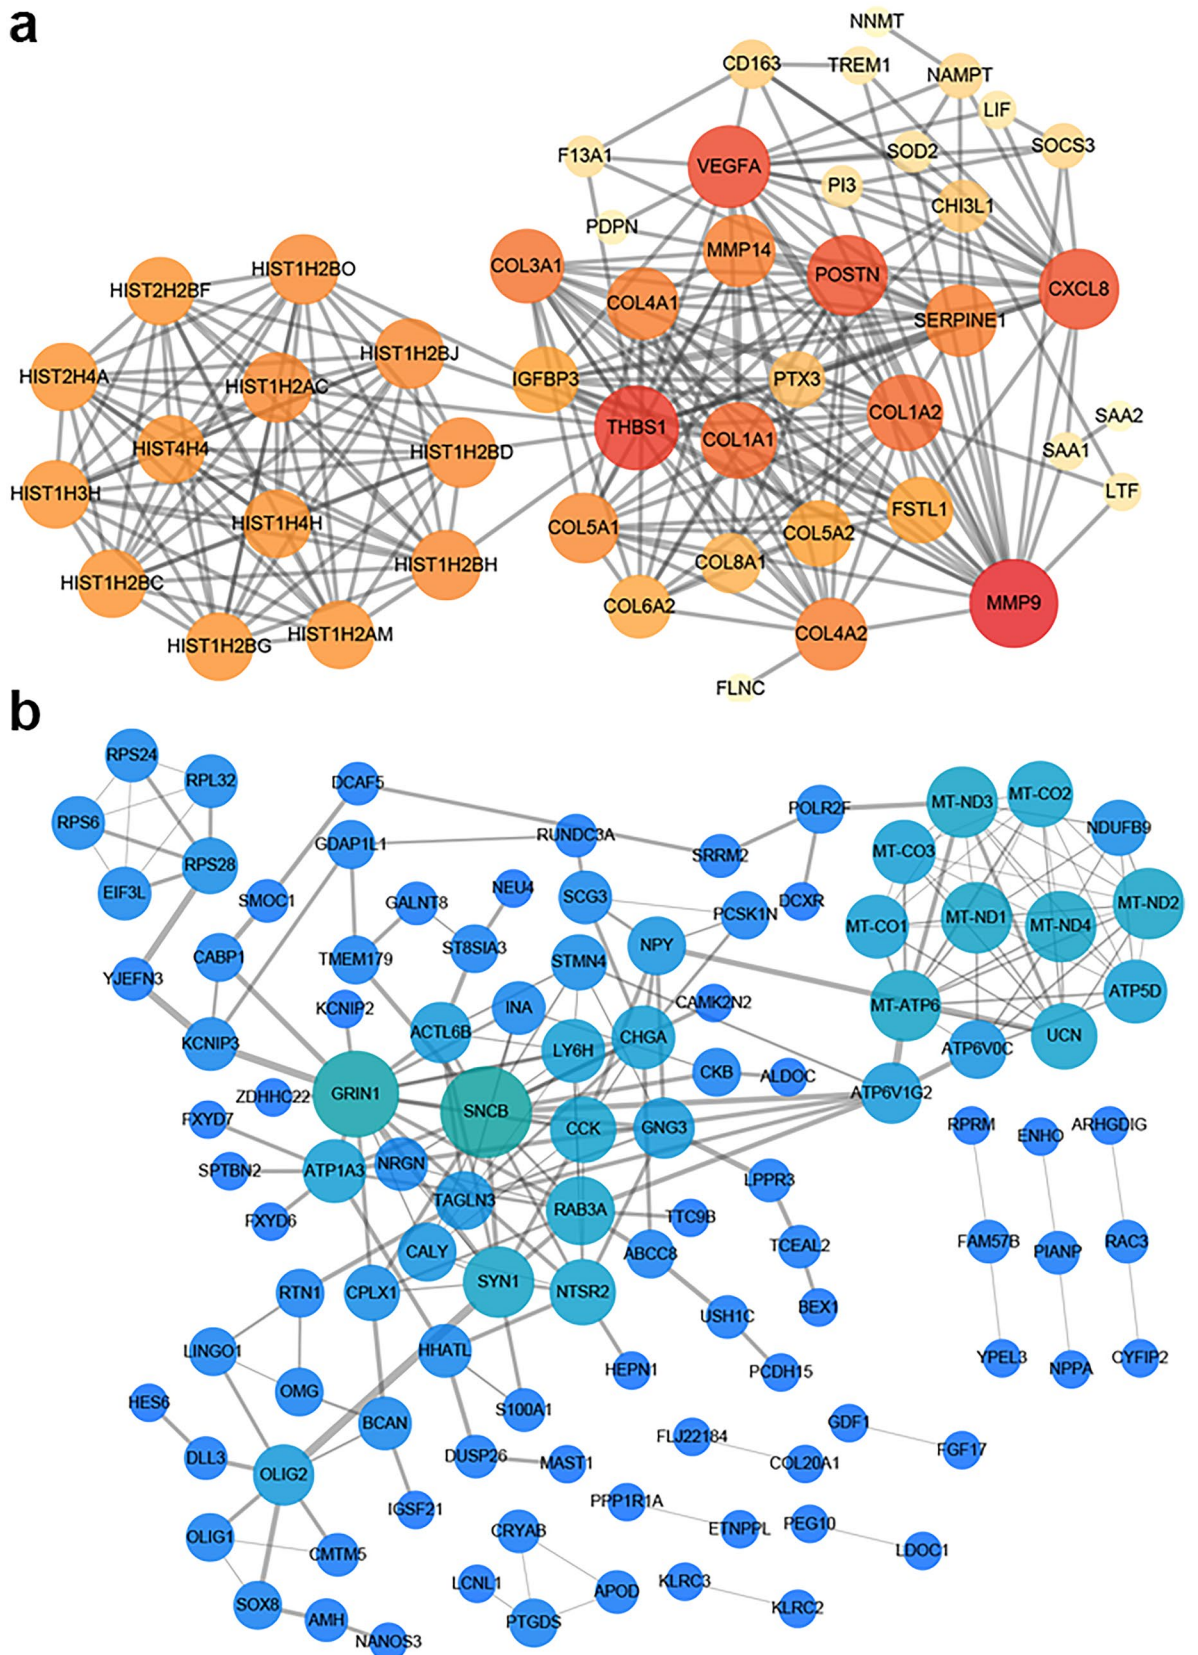 a
NNMT
CD163
TREM1
NAMPT
LIF
F13A1
VEGFA
SOD2
SOCS3
PI3
CHI3L1
PDPN
HIST1H2BO
COL3A1
MMP14
POSTN
CXCL8
HIST2H2BF
COL4A1
SERPINE1
HIST1H2BJ
HIST2H4A
HIST1H2AC
IGFBP3
PTX3
THBS1
COL1A1
COL1A2
SAA2
HIST4H4
HIST1H2BD
SAA1
HIST1H3H
LTF
HIST1H4H
COL5A1
COL5A2
FSTL1
HIST1H2BC
HIST1H2BH
COL8A1
COL6A2
MMP9
HIST1H2BG
HIST1H2AM
COL4A2
FLNC
b
RPS24
RPL32
DCAF5
POLR2F
MT-ND3
MT-CO2
RPS6
GDAP1L1
RUNDC3A
NDUFB9
RPS28
SRRM2
MT-CO3
EIF3L
SMOC1
GALNT8
NEU4
SCG3
PCSK1N
DCXR
MT-CO1
MT-ND1
MT-ND4
MT-ND2
CABP1
TMEM179
ST8SIA3
STMN4
NPY
YJEFN3
KCNIP2
INA
CAMK2N2
MT-ATP6
ATP5D
KCNIP3
ACTL6B
LY6H
CHGA
ATP6V0C
UCN
CKB
ALDOC
ZDHHC22
GRIN1
SNCB
ATP6V1G2
FXYD7
CCK
GNG3
RPRM
ENHO
ARHGDIG
SPTBN2
ATP1A3
NRGN
LPPR3
TAGLN3
RAB3A
TTC9B
FXYD6
CALY
ABCC8
TCEAL2
FAM57B
PIANP
RAC3
RTN1
CPLX1
SYN1
NTSR2
USH1C
BEX1
LINGO1
HHATL
HEPN1
PCDH15
YPEL3
NPPA
CYFIP2
HES6
OMG
BCAN
S100A1
DLL3
OLIG2
DUSP26
MAST1
FLJ22184
COL20A1
GDF1
FGF17
IGSF21
PPP1R1A
ETNPPL
PEG10
LDOC1
OLIG1
CMTM5
CRYAB
LCNL1
APOD
KLRC3
KLRC2
SOX8
AMH
PTGDS
NANOS3